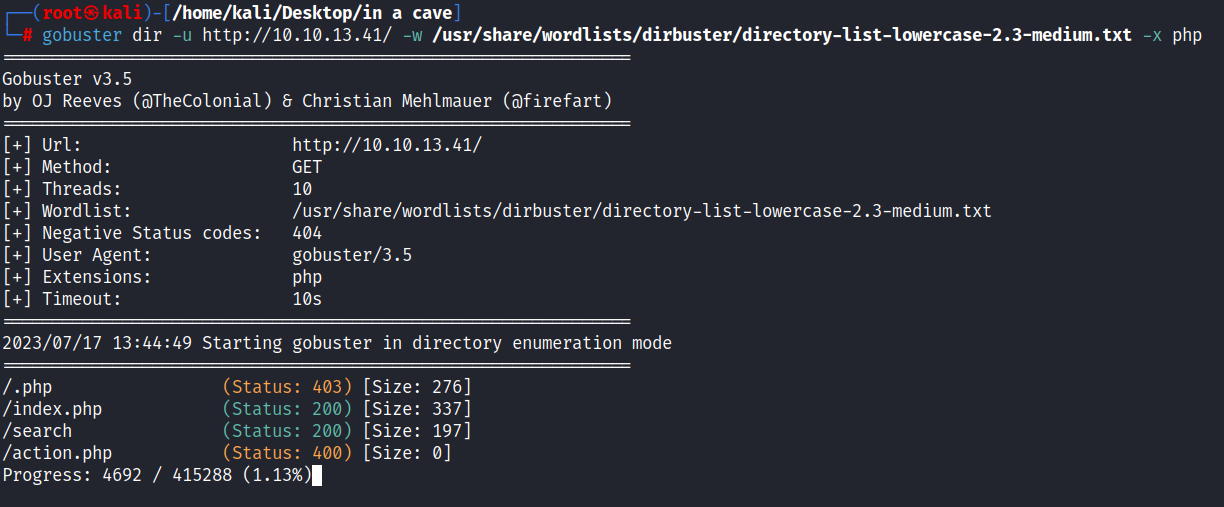 ┌──(root㉿kali)-[/home/kali/Desktop/in a cave]
└─# gobuster dir -u http://10.10.13.41/ -w /usr/share/wordlists/dirbuster/directory-list-lowercase-2.3-medium.txt -x php
===============================================================
Gobuster v3.5
by OJ Reeves (@TheColonial) & Christian Mehlmauer (@firefart)
===============================================================
[+] Url:                     http://10.10.13.41/
[+] Method:                  GET
[+] Threads:                 10
[+] Wordlist:                /usr/share/wordlists/dirbuster/directory-list-lowercase-2.3-medium.txt
[+] Negative Status codes:   404
[+] User Agent:              gobuster/3.5
[+] Extensions:              php
[+] Timeout:                 10s
===============================================================
2023/07/17 13:44:49 Starting gobuster in directory enumeration mode
===============================================================
/.php                 (Status: 403) [Size: 276]
/index.php            (Status: 200) [Size: 337]
/search               (Status: 200) [Size: 197]
/action.php           (Status: 400) [Size: 0]
Progress: 4692 / 415288 (1.13%)